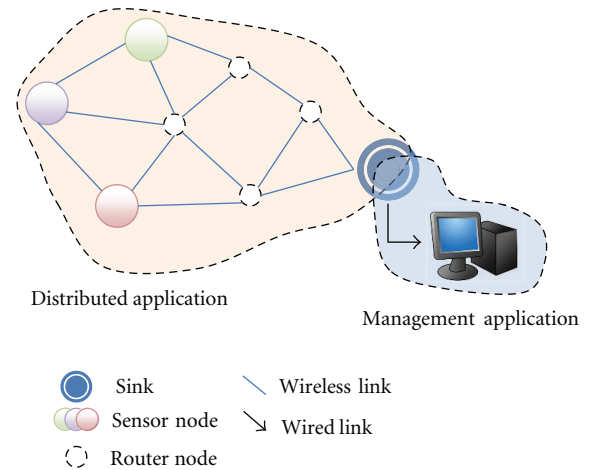 Distributed application
Management application
Sink
Wireless link
Sensor node
Wired link
Router node